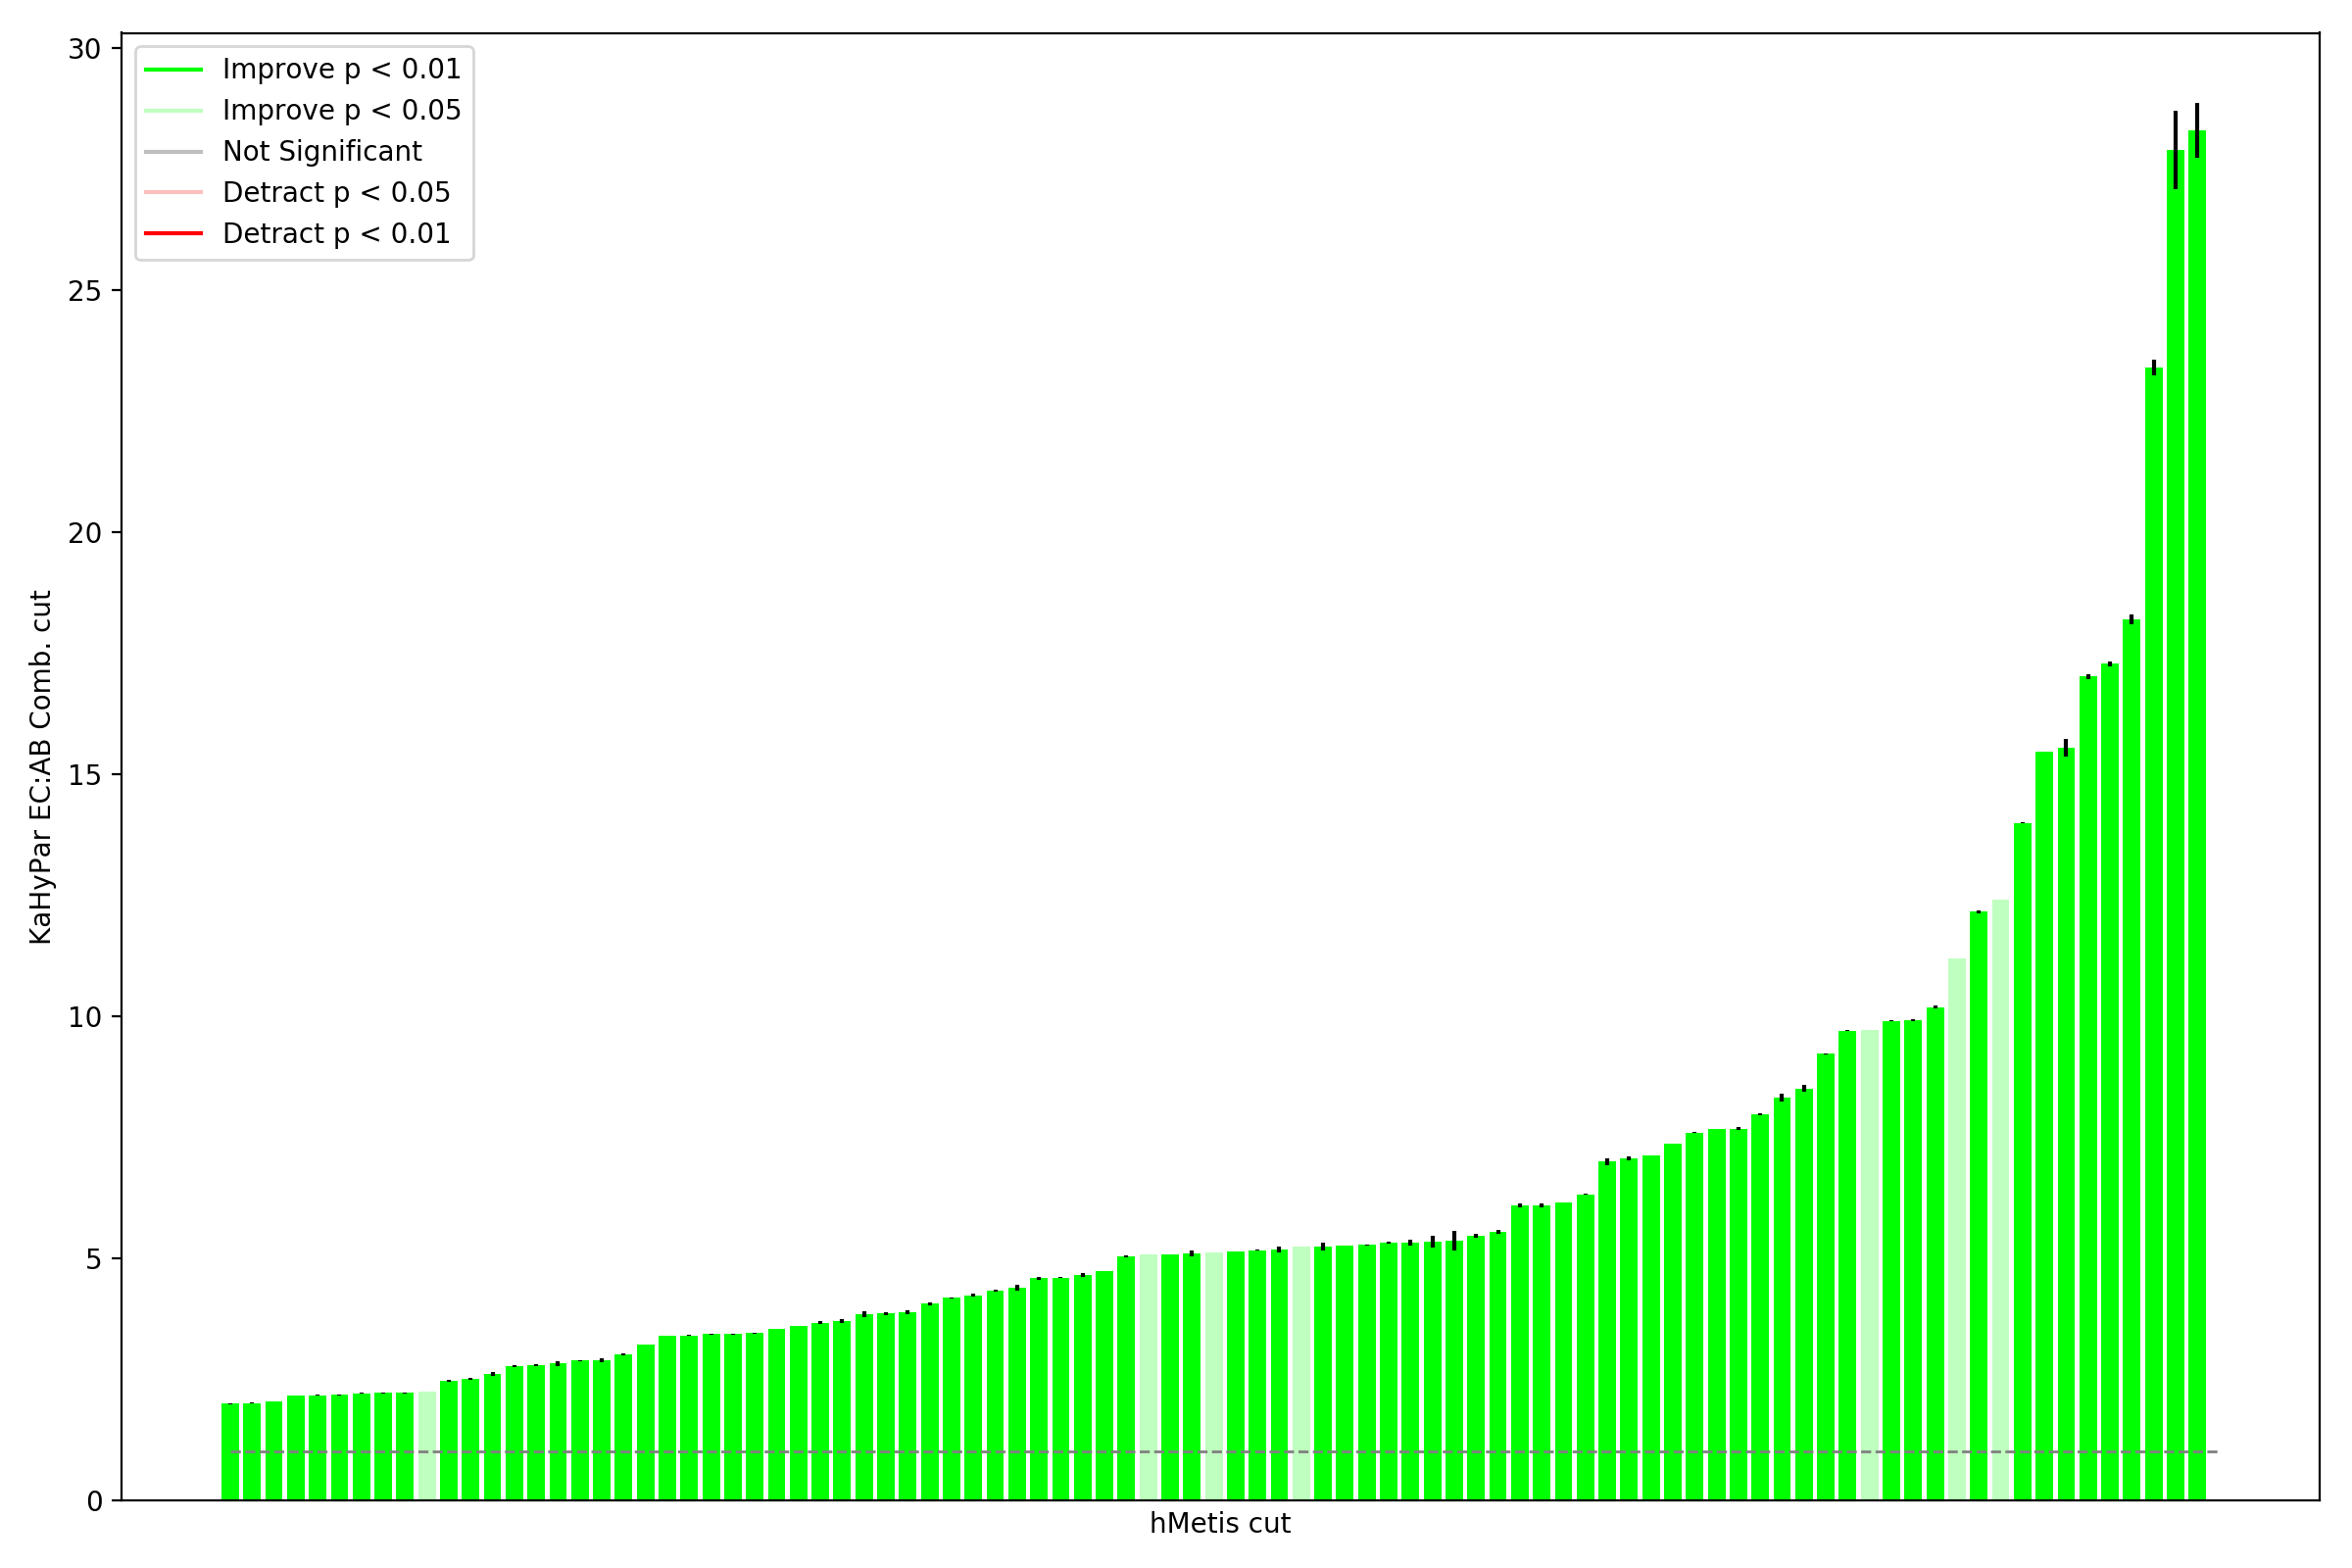 30
25
20
15
10
5
0
KaHyPar EC:AB Comb. cut
Improve p < 0.01
Improve p < 0.05
Not Significant
Detract p < 0.05
Detract p < 0.01
hMetis cut